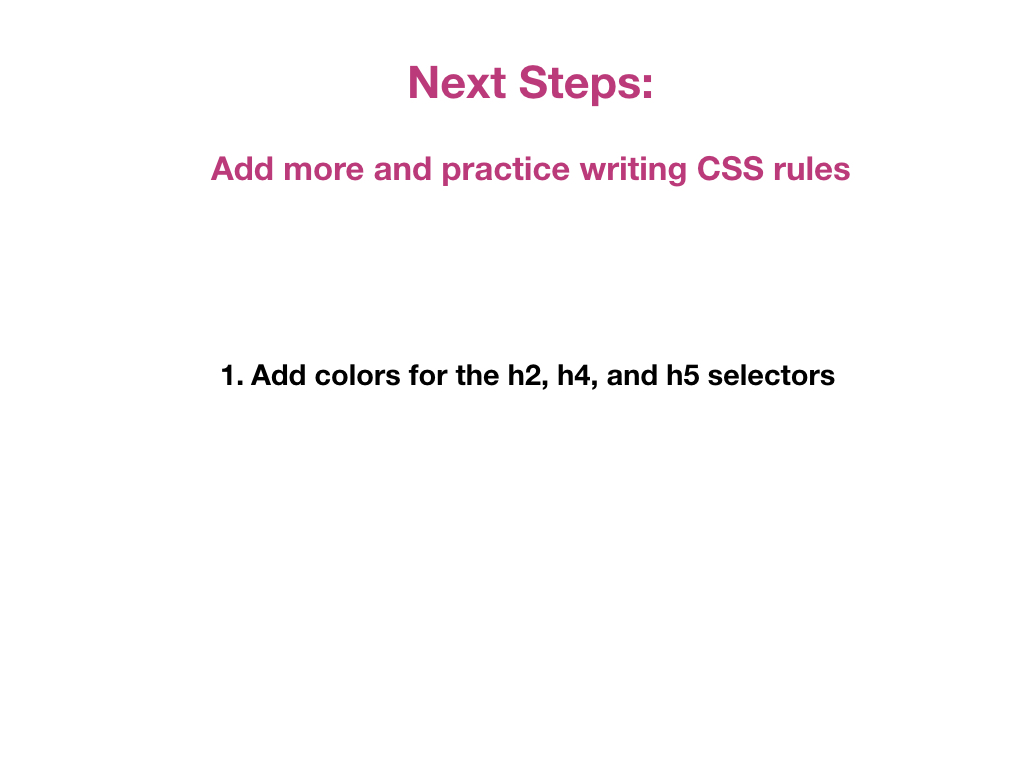 Next Steps:
Add more and practice writing CSS rules
1. Add colors for the h2, h4, and h5 selectors